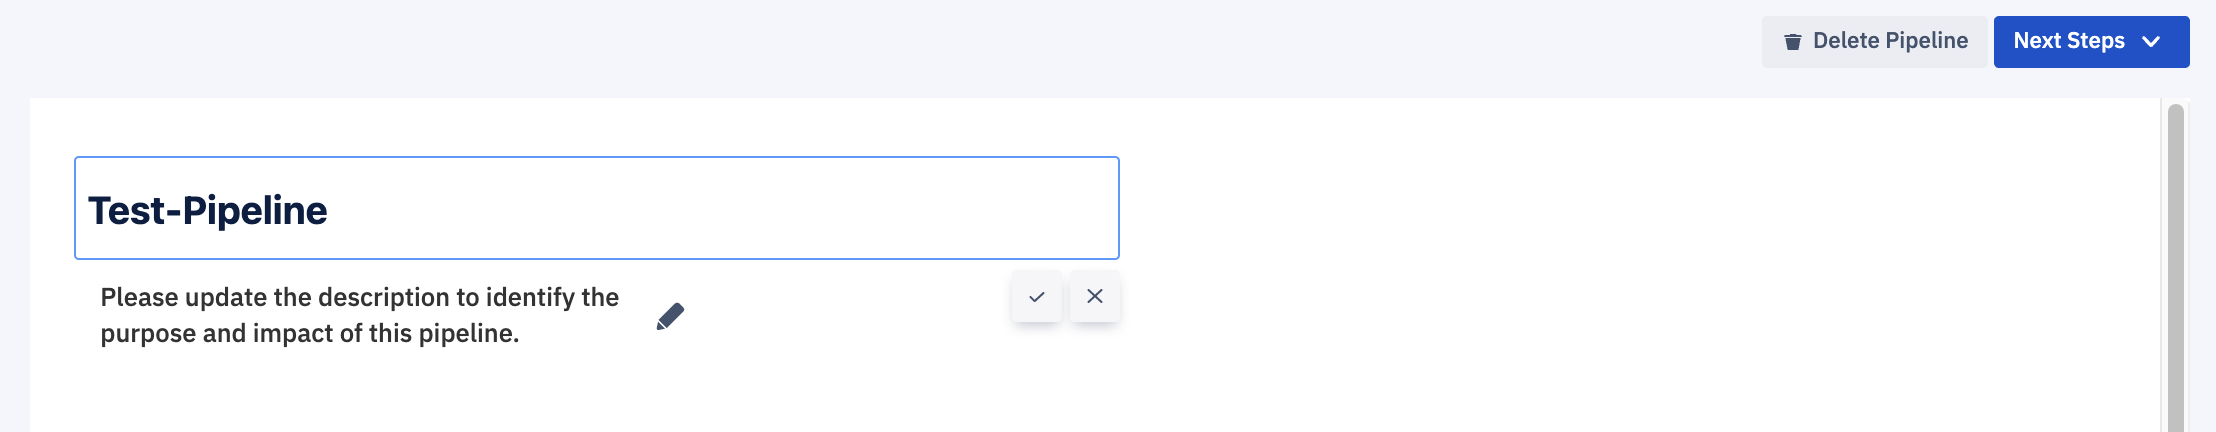 Delete Pipeline
Next Steps
Test-Pipeline
Please update the description to identify the
purpose and impact of this pipeline.